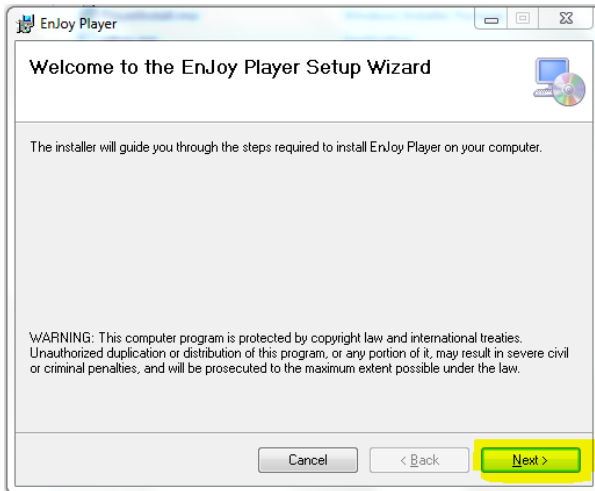 EnJoy Player
Welcome to the EnJoy Player Setup Wizard
The installer will guide you through the steps required to install EnJoy Player on your computer.
WARNING: This computer program is protected by copyright law and international treaties.
Unauthorized duplication or distribution of this program, or any portion of it, may result in severe civil
or criminal penalties, and will be prosecuted to the maximum extent possible under the law.
Cancel
< Back
Next >